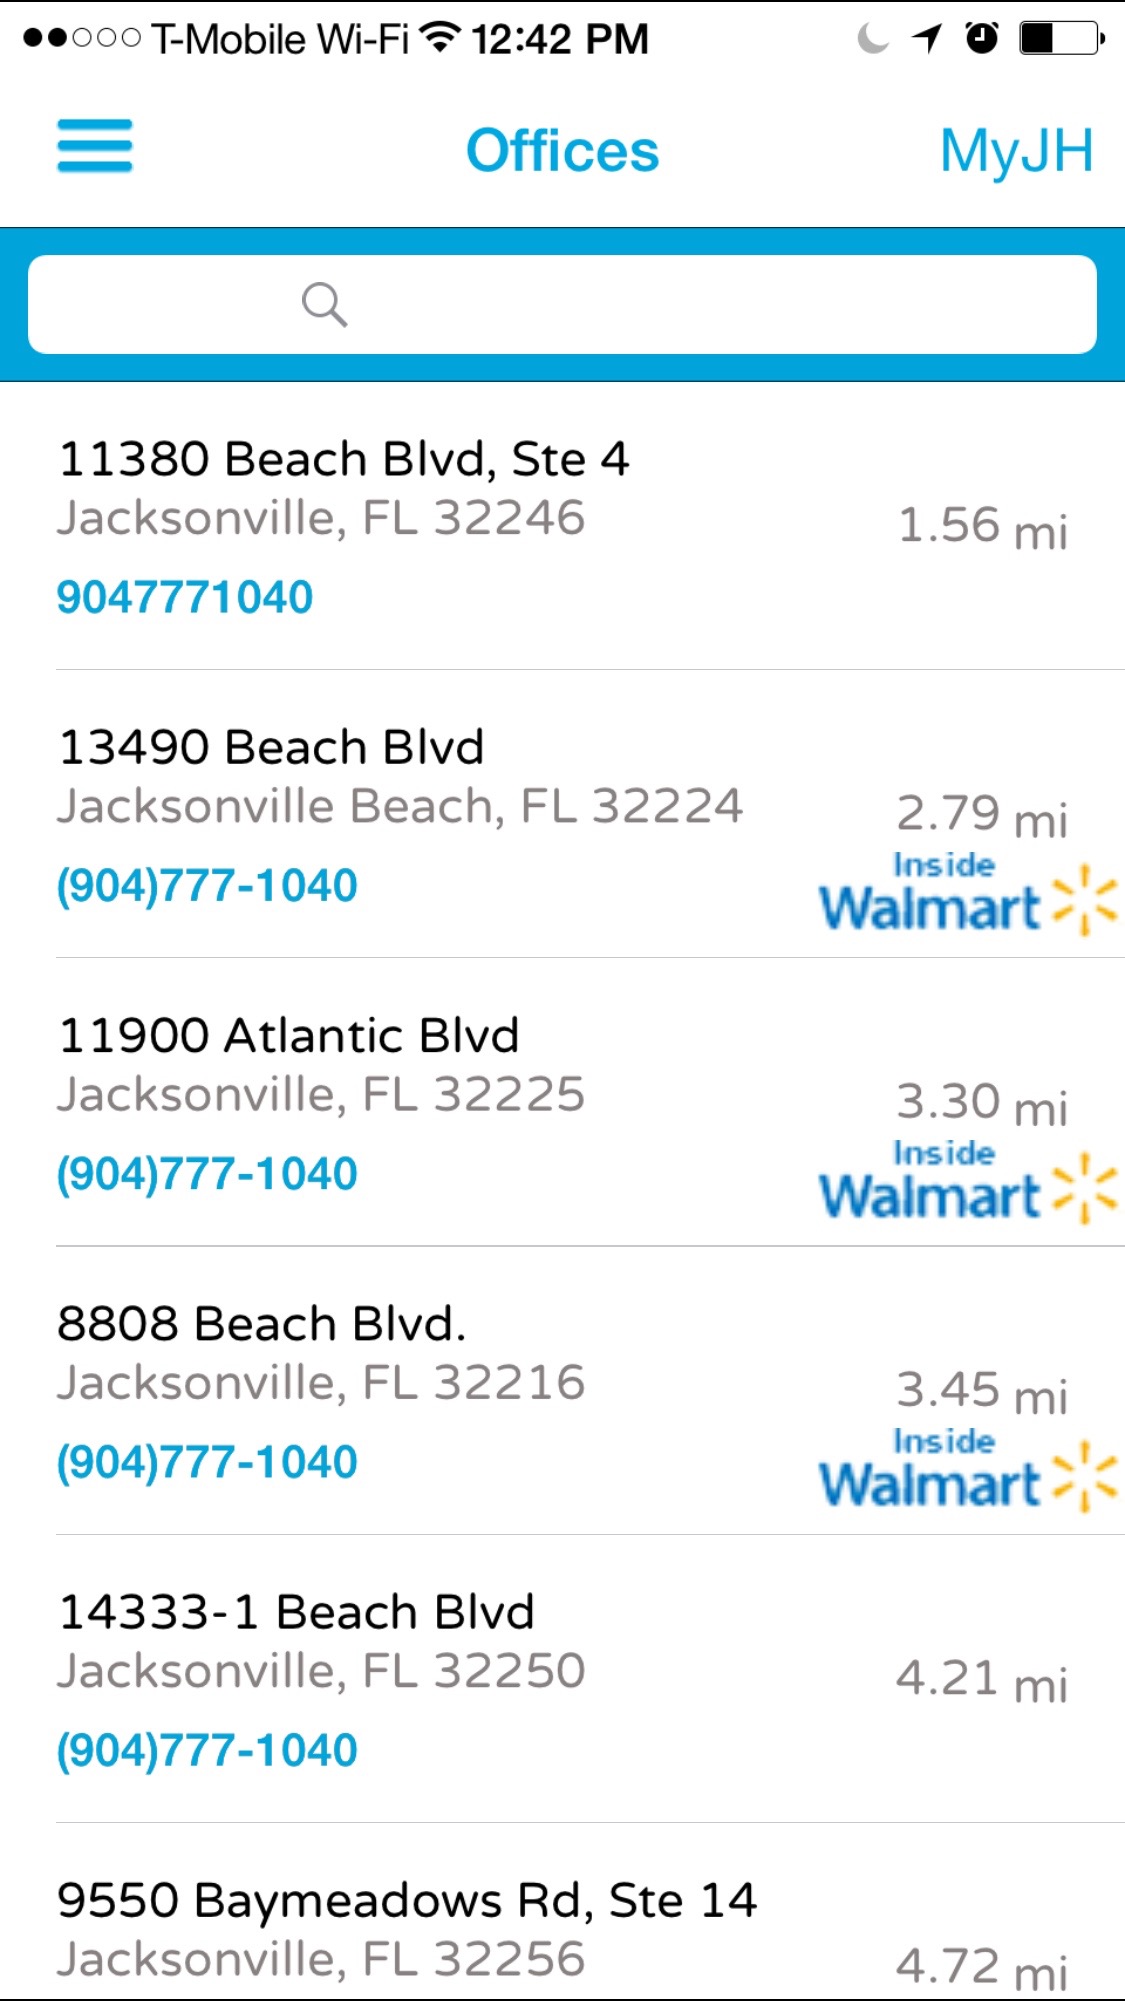 T-Mobile Wi-Fi 12:42 PM
Offices MyJH
11380 Beach Blvd, Ste 4
Jacksonville, FL 32246
1.56 mi
9047771040
13490 Beach Blvd
Jacksonville Beach, FL 32224
2.79 mi
(904)777-1040
Inside
Walmart
11900 Atlantic Blvd
Jacksonville, FL 32225
3.30 mi
(904)777-1040
Inside
Walmart
8808 Beach Blvd.
Jacksonville, FL 32216
3.45 mi
(904)777-1040
Inside
Walmart
14333-1 Beach Blvd
Jacksonville, FL 32250
4.21 mi
(904)777-1040
9550 Baymeadows Rd, Ste 14
Jacksonville, FL 32256
4.72 mi